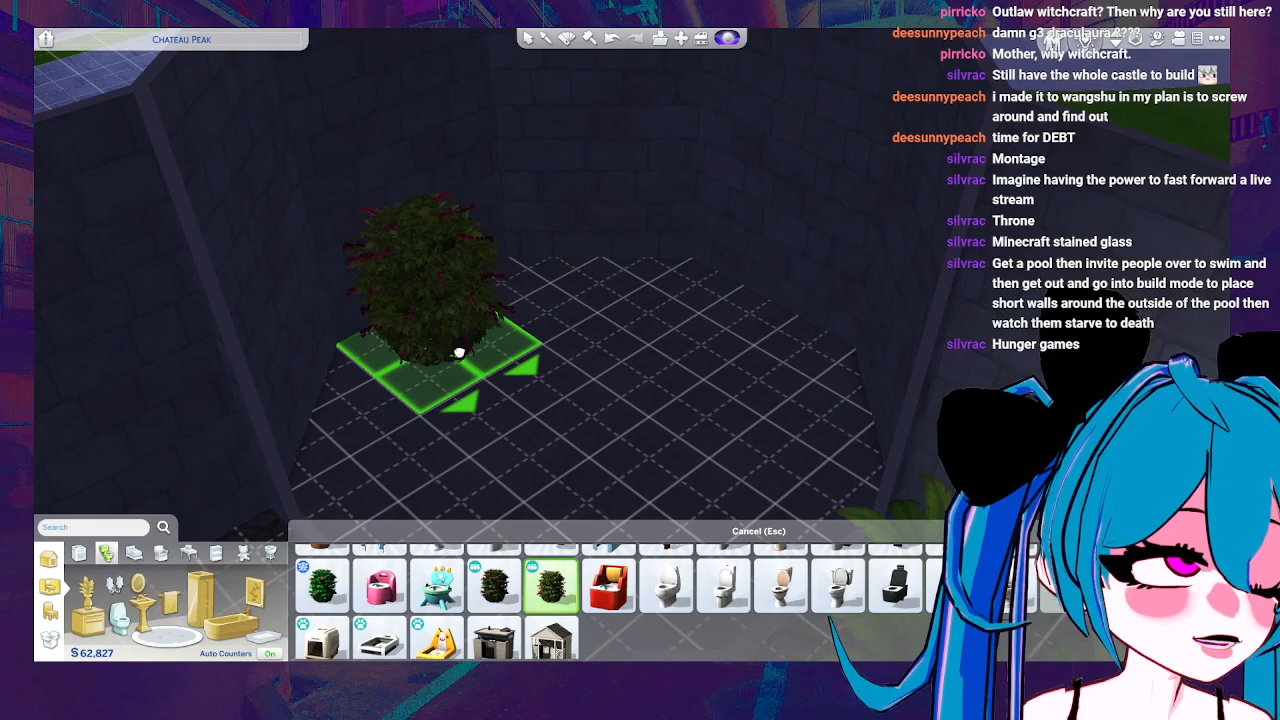 CHATEAU PEAK
pirricko Outlaw witchcraft? Then why are you still here?
deesunnypeach damn g3 draculaura ????
pirricko Mother, why witchcraft.
silvrac Still have the whole castle to build
deesunnypeach i made it to wangshu in my plan is to screw
around and find out
deesunnypeach time for DEBT
silvrac Montage
silvrac Imagine having the power to fast forward a live
stream
silvrac Throne
silvrac Minecraft stained glass
silvrac Get a pool then invite people over to swim and
then get out and go into build mode to place
short walls around the outside of the pool then
watch them starve to death
silvrac Hunger games
Search
Cancel (Esc)
§62,827
Auto Counters On